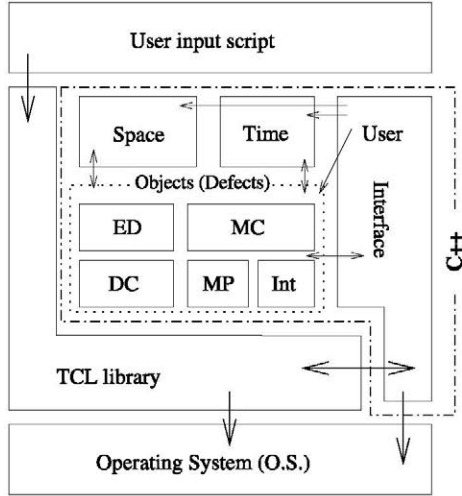 User input script
Space
Time
User
Interface
Objects (Defects)
ED
MC
DC
MP
Int
C++
TCL library
Operating System (O.S.)